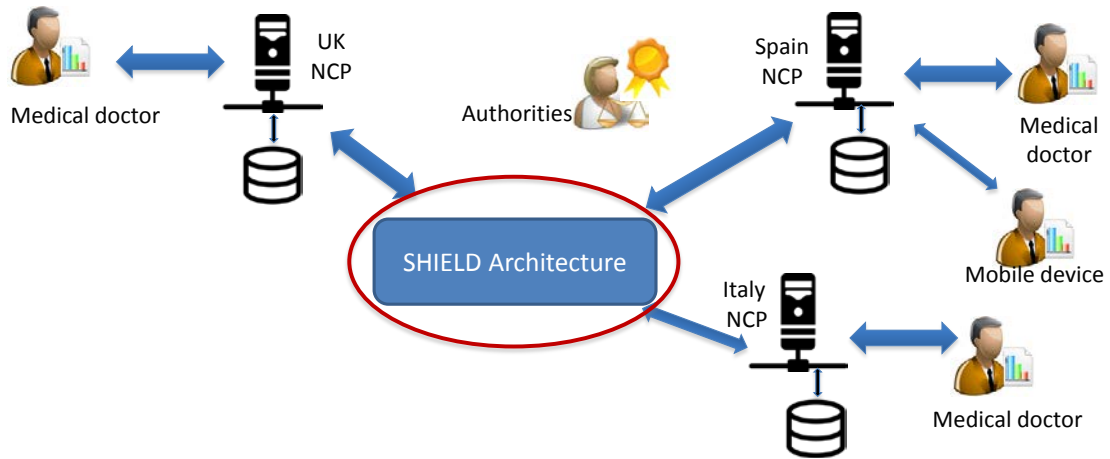 UK
NCP
Medical doctor
Authorities
Spain
NCP
Medical
doctor
SHIELD Architecture
Mobile device
Italy
NCP
Medical doctor